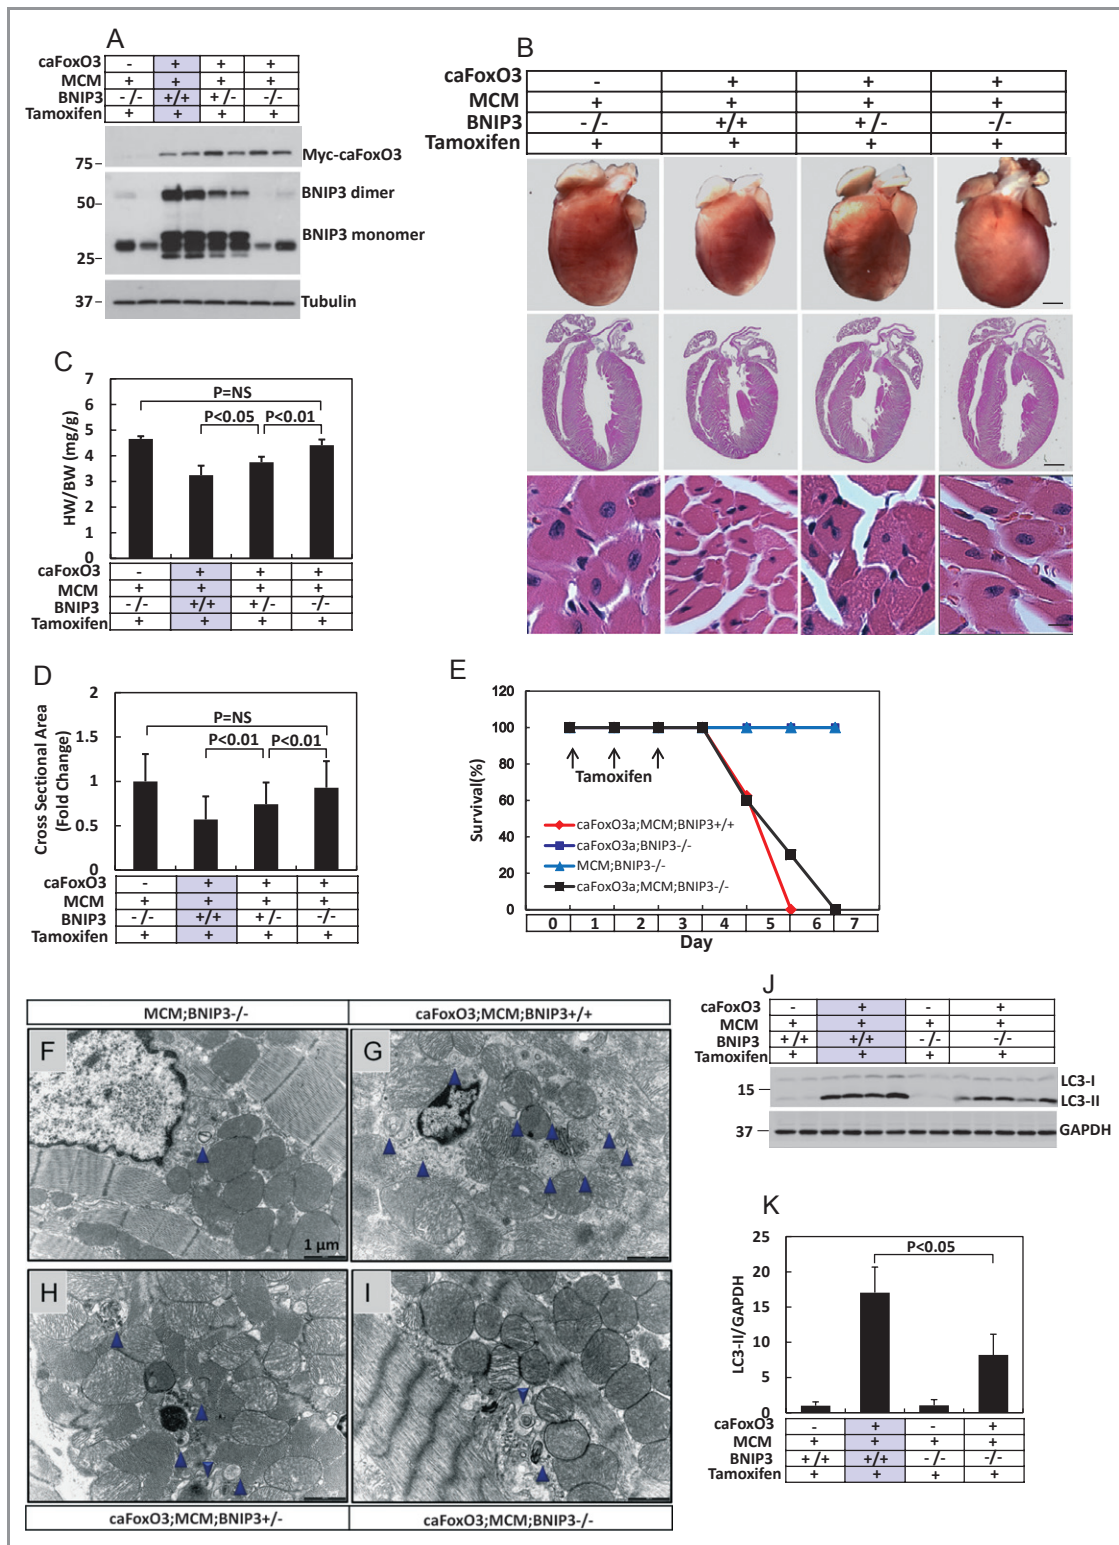 A
caFoxO3 - + + +
MCM + + + +
BNIP3 -/- +/+ +/- -/-
Tamoxifen + + + +
75
Myc-caFoxO3
50
BNIP3 dimer
BNIP3 monomer
25
37
Tubulin
B
caFoxO3 - + + +
MCM + + + +
BNIP3 -/- +/+ +/- -/-
Tamoxifen + + + +
C
HW/BW (mg/g)
7
6
5
4
3
2
1
0
P=NS
P<0.05 P<0.01
caFoxO3 - + + +
MCM + + + +
BNIP3 -/- +/+ +/- -/-
Tamoxifen + + + +
D
Cross Sectional Area
(Fold Change)
2
1.5
1
0.5
0
P=NS
P<0.01 P<0.01
caFoxO3 - + + +
MCM + + + +
BNIP3 -/- +/+ +/- -/-
Tamoxifen + + + +
E
Survival(%)
120
100
80
60
40
20
0
Tamoxifen
caFoxO3a;MCM;BNIP3+/+
caFoxO3a;BNIP3-/-
MCM;BNIP3-/-
caFoxO3a;MCM;BNIP3-/-
0 1 2 3 4 5 6 7
Day
MCM;BNIP3-/-
caFoxO3;MCM;BNIP3+/+
F
1 μm
G
H
I
caFoxO3;MCM;BNIP3+/-
caFoxO3;MCM;BNIP3-/-
J
caFoxO3 - + - +
MCM + + + +
BNIP3 +/+ +/+ -/- -/-
Tamoxifen + + + +
15
LC3-I
LC3-II
37
GAPDH
K
LC3-II/GAPDH
25
20
15
10
5
0
P<0.05
caFoxO3 - + - +
MCM + + + +
BNIP3 +/+ +/+ -/- -/-
Tamoxifen + + + +